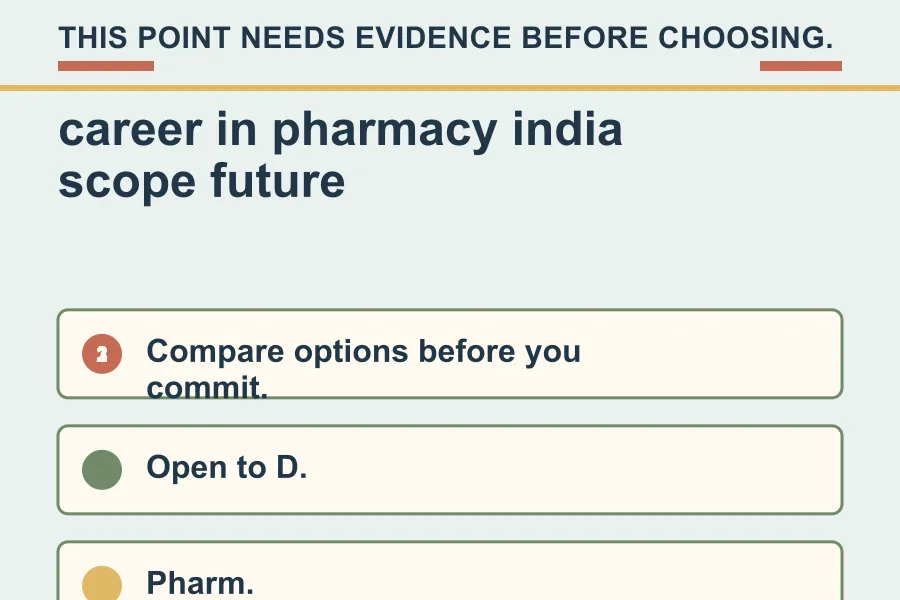 THIS POINT NEEDS EVIDENCE BEFORE CHOOSING.
career in pharmacy india
scope future
Compare options before you
commit.
Open to D.
Pharm.